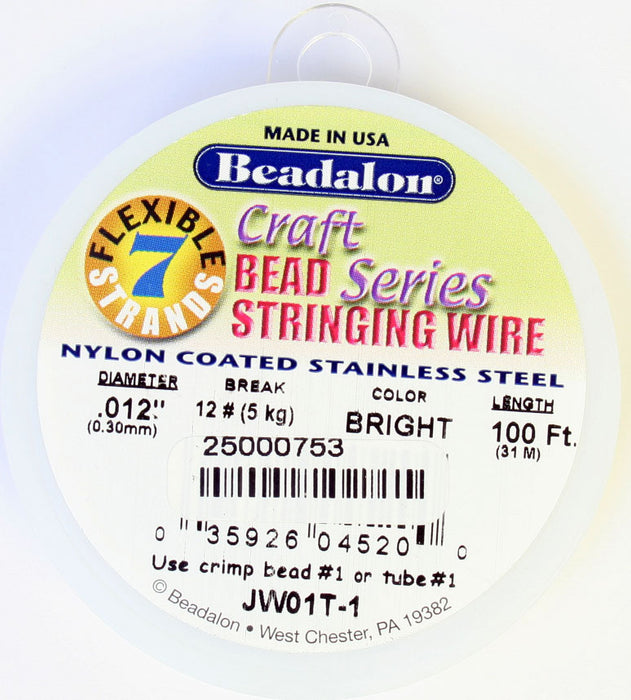 MADE IN USA
Beadalon®
FLEXIBLE
7
STRANDS
Craft
BEAD Series
STRINGING WIRE
NYLON COATED STAINLESS STEEL
DIAMETER
.012"
(0.30mm)
BREAK
12 # (5 kg)
COLOR
BRIGHT
LENGTH
100 Ft.
(31 M)
25000753
0 35926 04520 0
Use crimp bead #1 or tube #1
JW01T-1
© Beadalon • West Chester, PA 19382